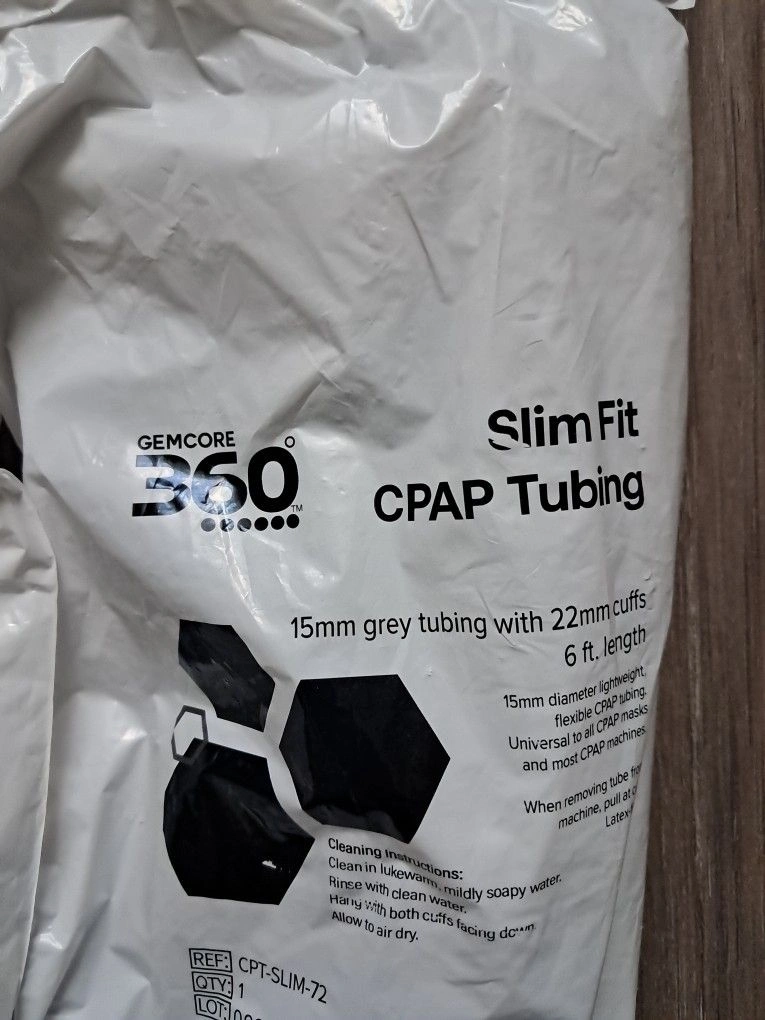 GEMCORE
360°
TM
Slim Fit
CPAP Tubing
15mm grey tubing with 22mm cuffs
6 ft. length
15mm diameter lightweight,
flexible CPAP tubing.
Universal to all CPAP masks
and most CPAP machines.
When removing tube
machine, pull at
Cleaning Instructions:
Clean in lukewarm, mildly soapy water.
Rinse with clean water.
Hang with both cuffs facing down
Allow to air dry.
REF: CPT-SLIM-72
QTY: 1
LOT: